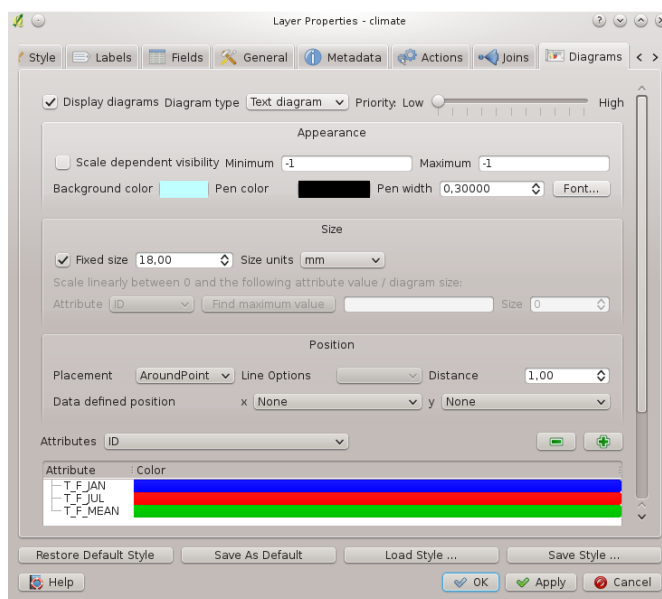 Layer Properties - climate
Style Labels Fields General Metadata Actions Joins Diagrams
Display diagrams Diagram type Text diagram Priority: Low High
Appearance
Scale dependent visibility Minimum -1 Maximum -1
Background color Pen color Pen width 0,30000 Font...
Size
Fixed size 18,00 Size units mm
Scale linearly between 0 and the following attribute value / diagram size:
Attribute ID Find maximum value Size 0
Position
Placement AroundPoint Line Options Distance 1,00
Data defined position x None y None
Attributes ID
Attribute Color
T_F_JAN
T_F_JUL
T_F_MEAN
Restore Default Style Save As Default Load Style ... Save Style ...
Help OK Apply Cancel